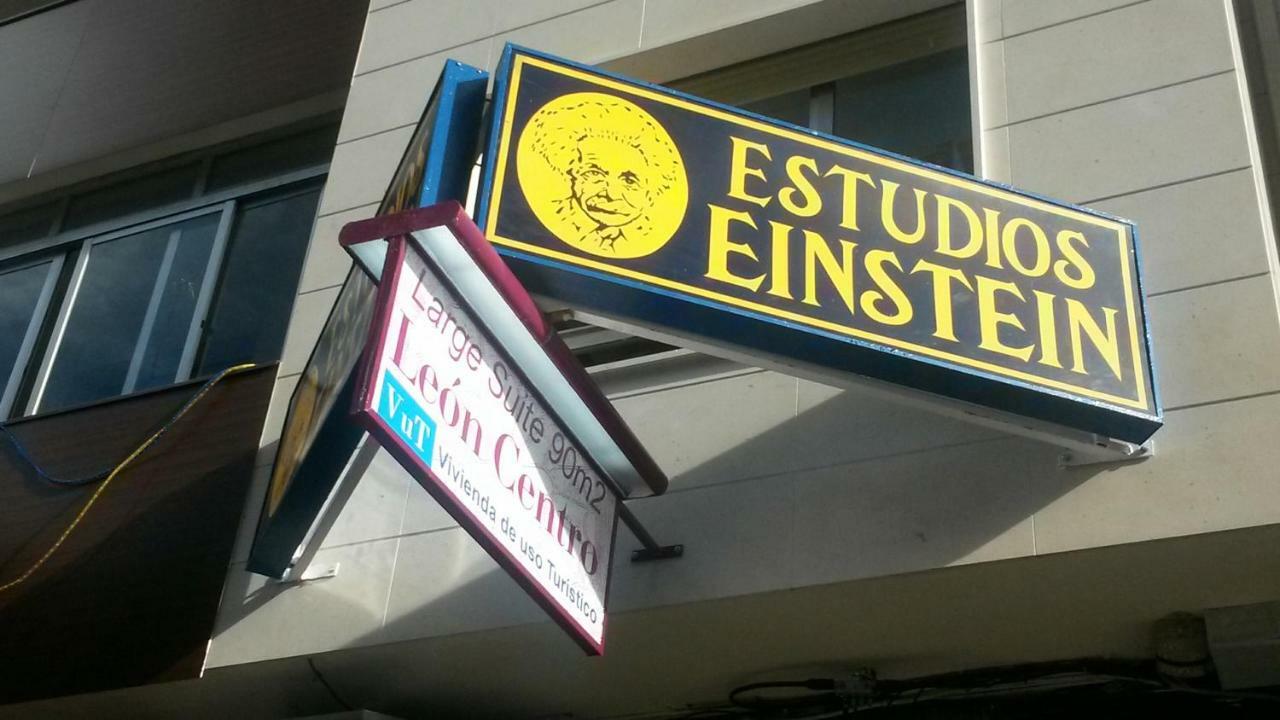 ESTUDIOS
EINSTEIN
Large Suite 90m2
León Centro
VuT Vivienda de uso Turístico